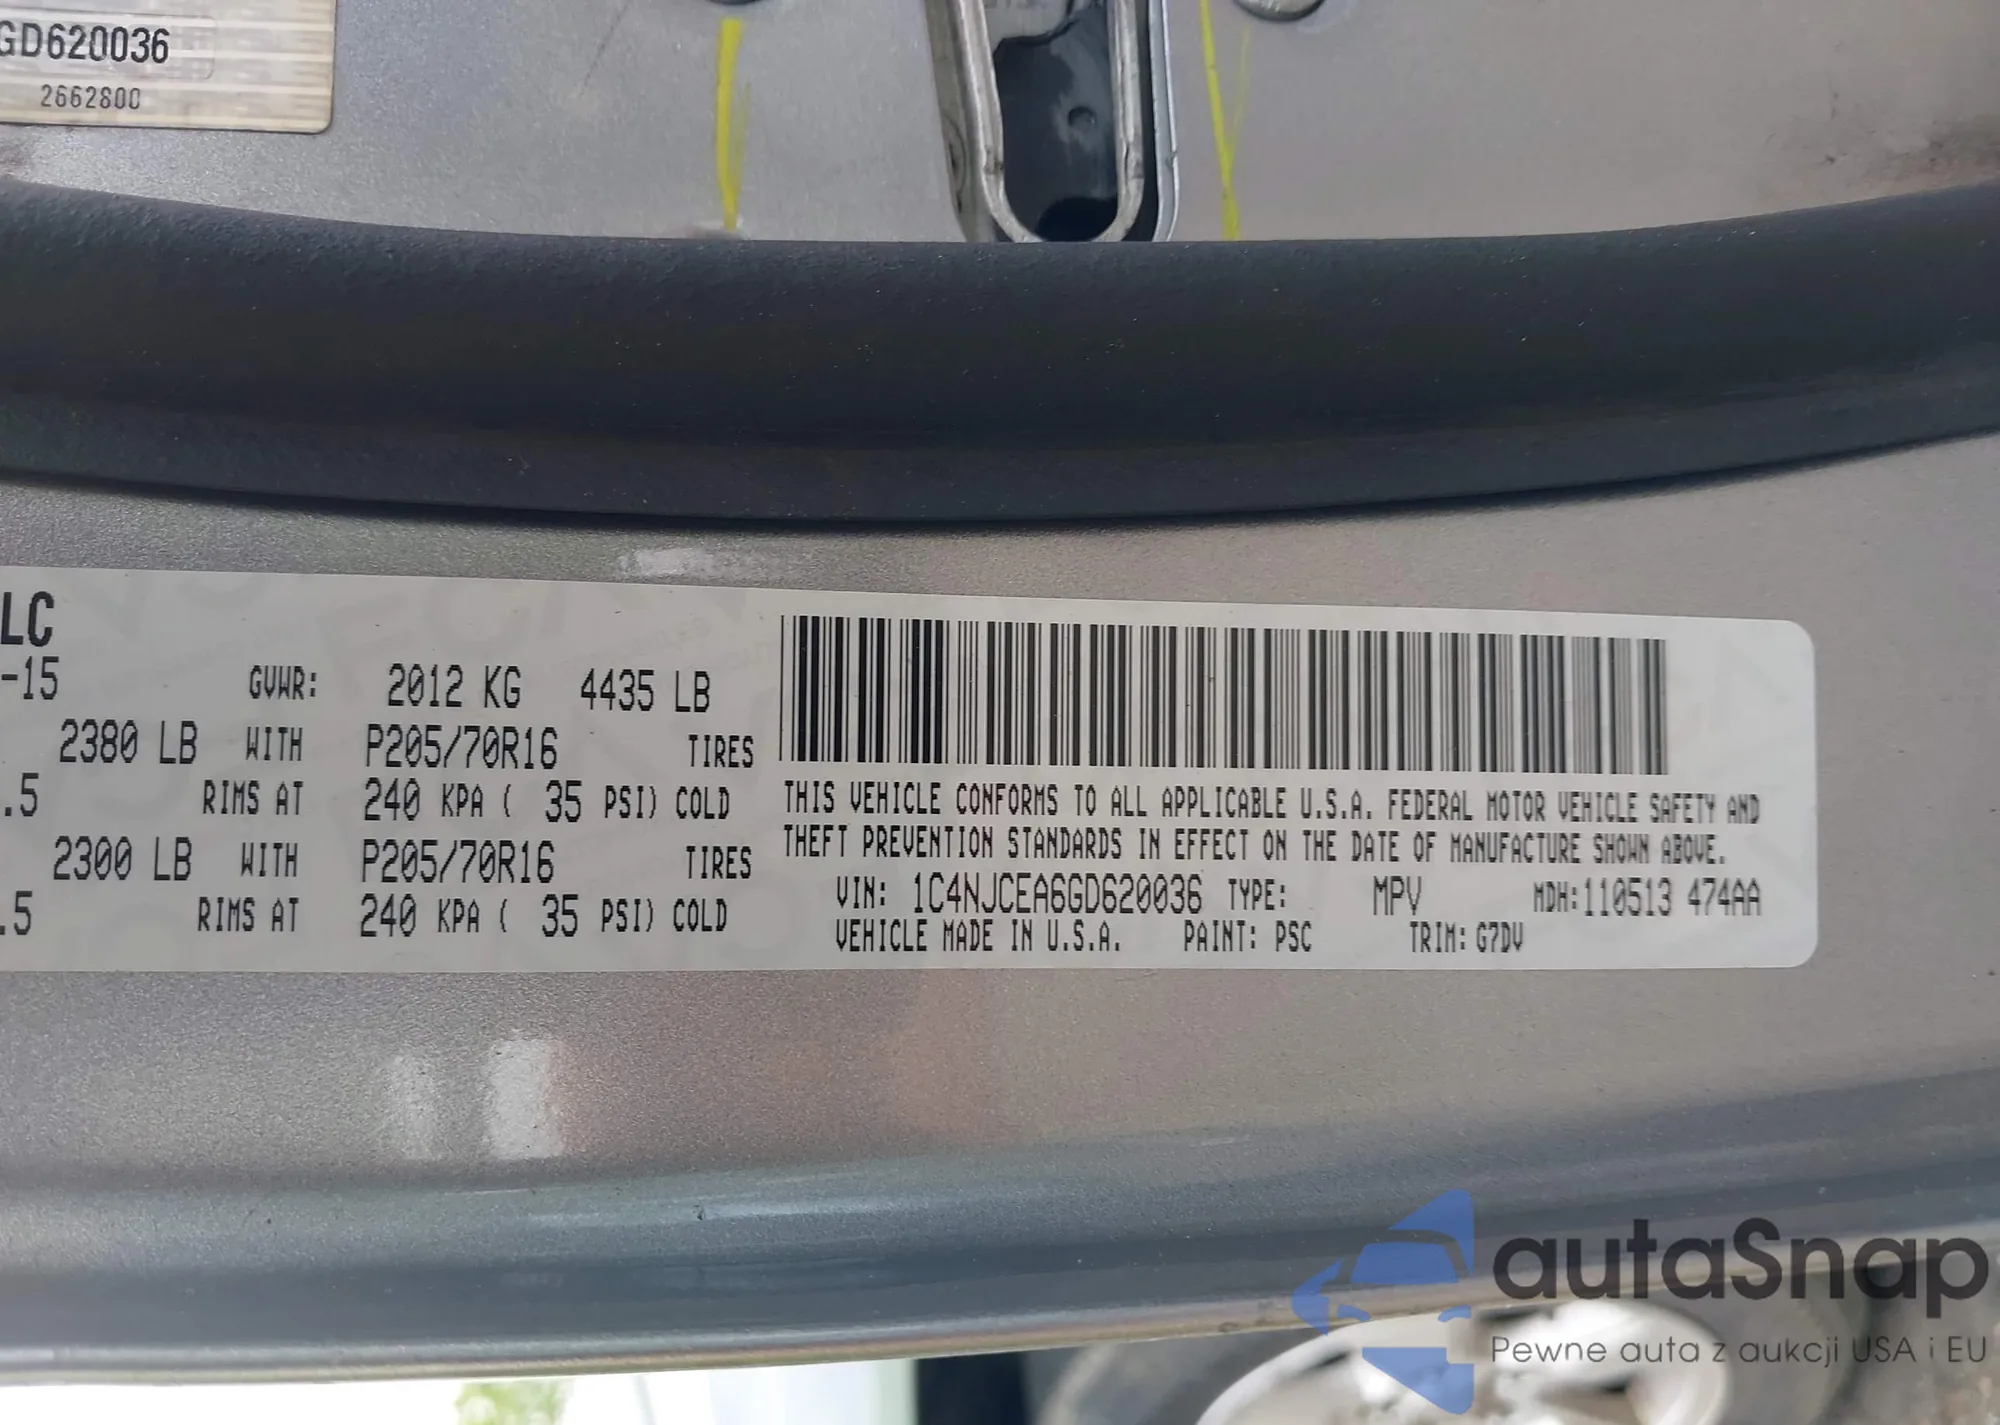 GD620036
2662800
LC
-15 GVWR: 2012 KG 4435 LB
2380 LB WITH P205/70R16 TIRES
.5 RIMS AT 240 KPA ( 35 PSI) COLD
2300 LB WITH P205/70R16 TIRES
.5 RIMS AT 240 KPA ( 35 PSI) COLD
THIS VEHICLE CONFORMS TO ALL APPLICABLE U.S.A. FEDERAL MOTOR VEHICLE SAFETY AND
THEFT PREVENTION STANDARDS IN EFFECT ON THE DATE OF MANUFACTURE SHOWN ABOVE.
VIN: 1C4NJCEA6GD620036 TYPE: MPV MDH:110513 474AA
VEHICLE MADE IN U.S.A. PAINT: PSC TRIM: G7DV
autaSnap
Pewne auta z aukcji USA i EU